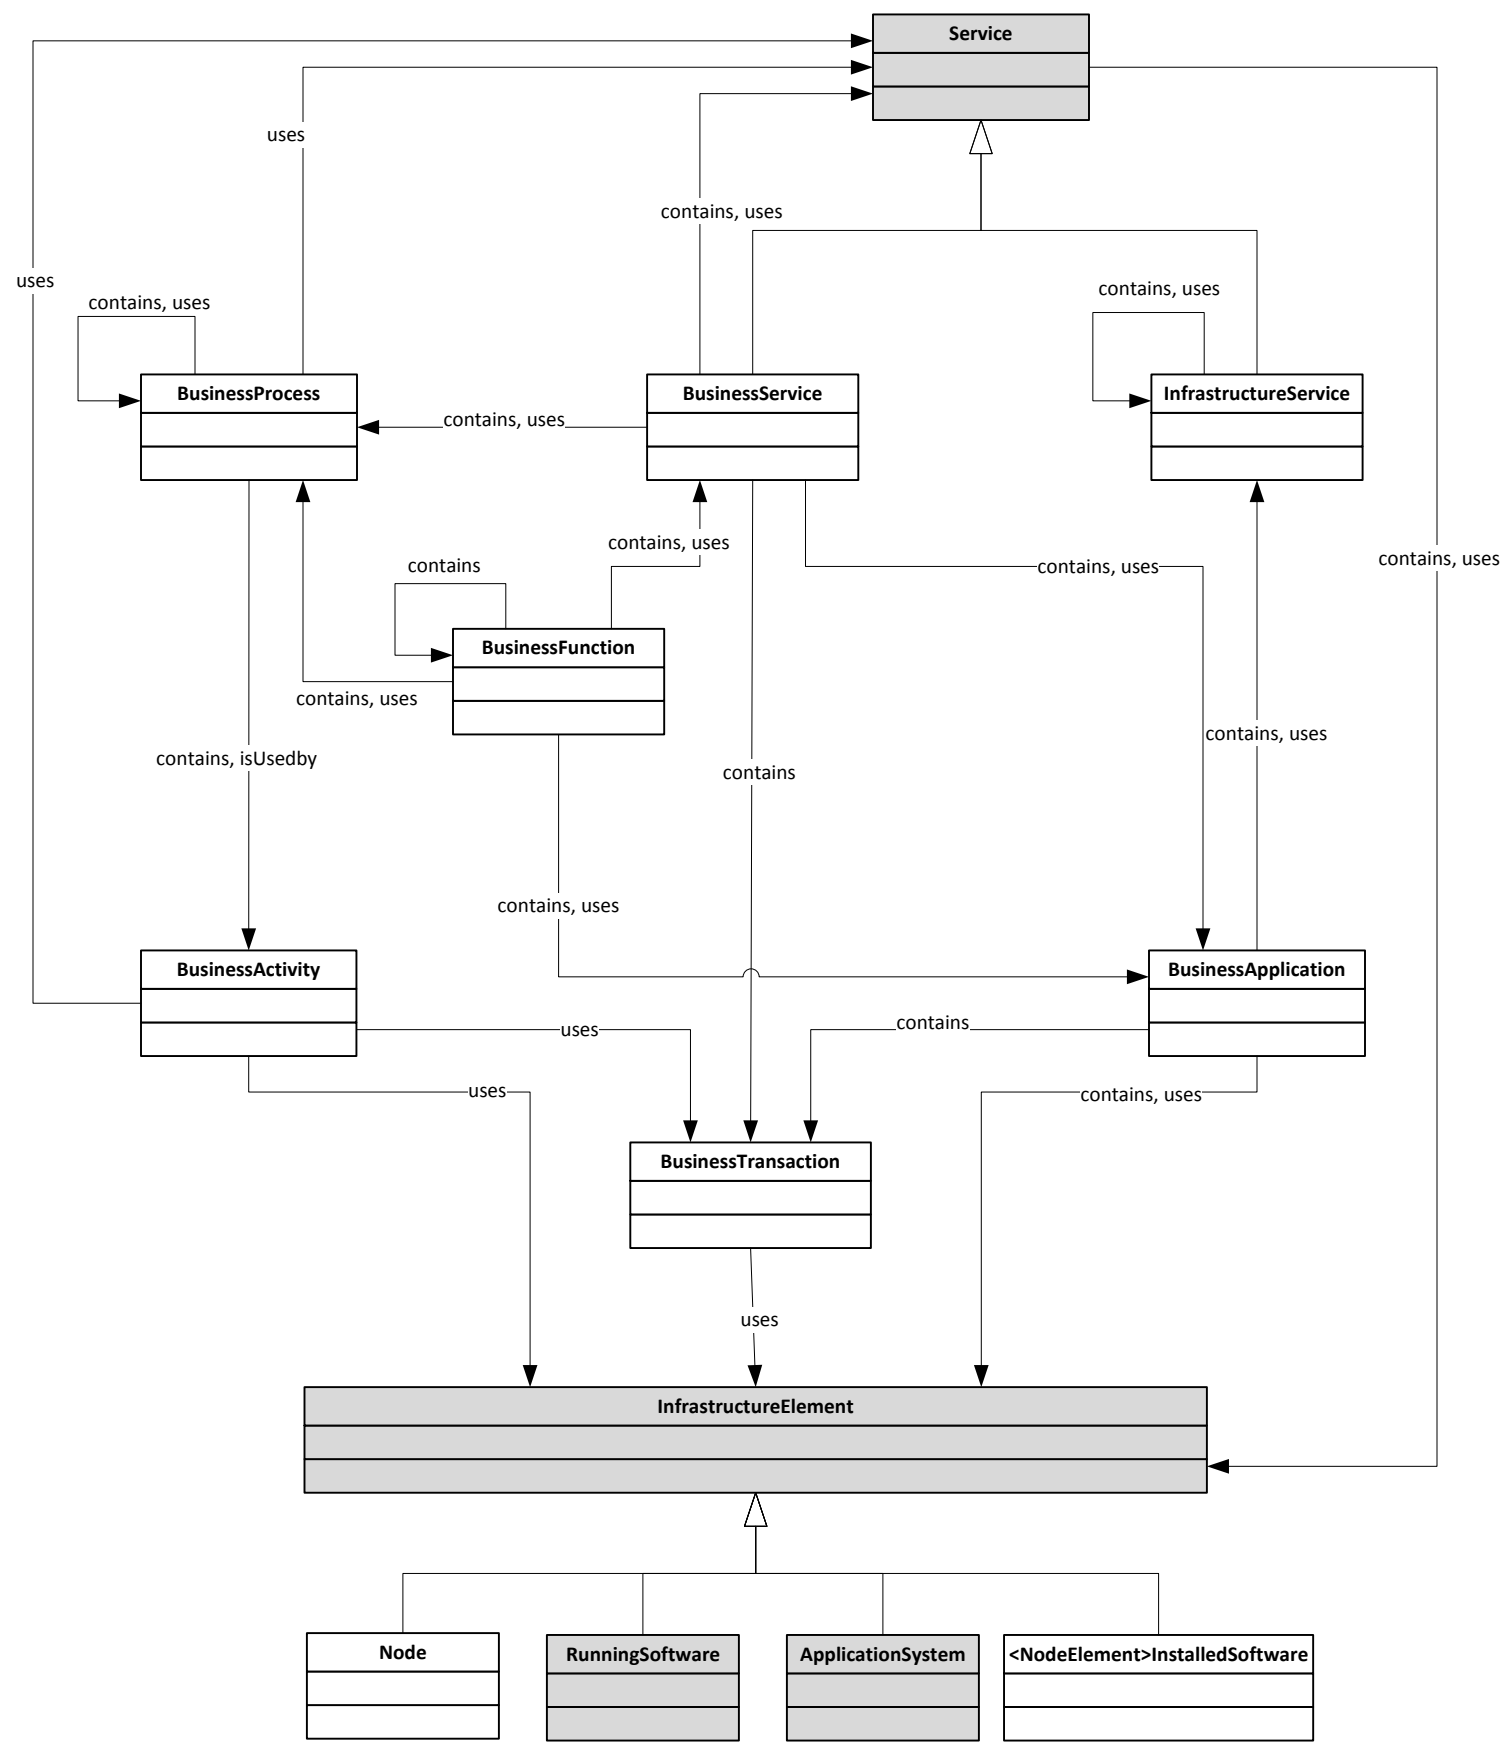 Service
uses
contains, uses
uses
contains, uses
contains, uses
BusinessProcess
BusinessService
InfrastructureService
contains, uses
contains, uses
contains, uses
contains, uses
contains
BusinessFunction
contains, uses
contains, uses
contains, isUsedby
contains
contains, uses
BusinessActivity
BusinessApplication
uses
contains
uses
contains, uses
BusinessTransaction
uses
InfrastructureElement
Node
RunningSoftware
ApplicationSystem
<NodeElement>InstalledSoftware